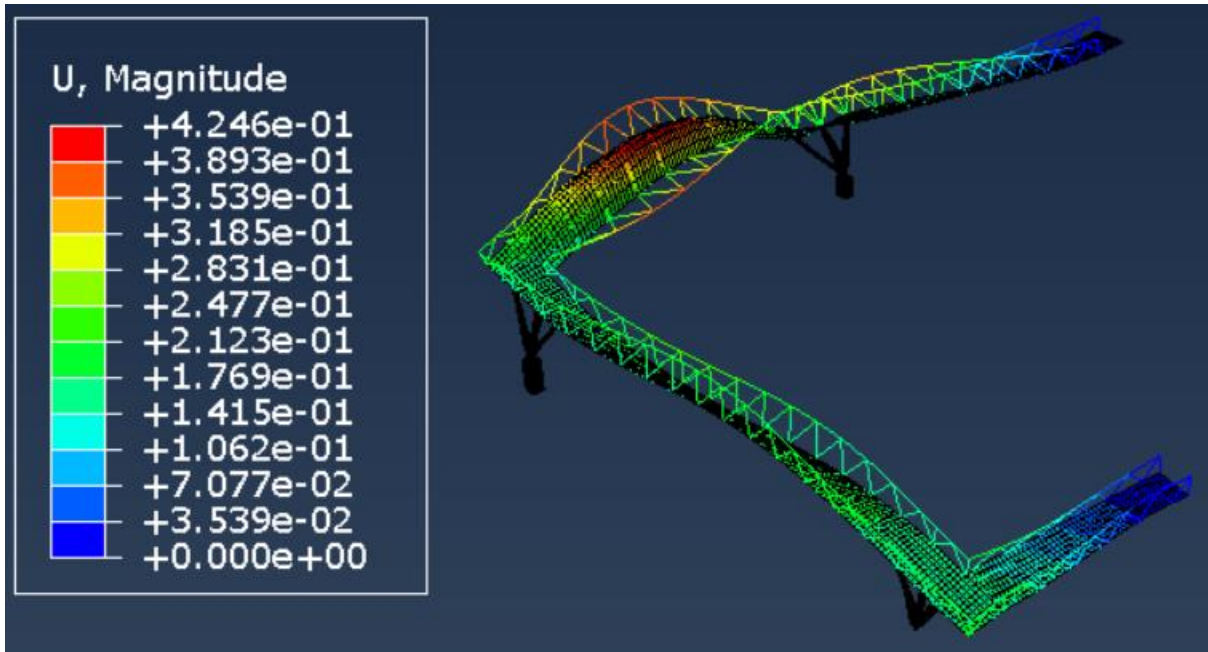 U, Magnitude
+4.246e-01
+3.893e-01
+3.539e-01
+3.185e-01
+2.831e-01
+2.477e-01
+2.123e-01
+1.769e-01
+1.415e-01
+1.062e-01
+7.077e-02
+3.539e-02
+0.000e+00